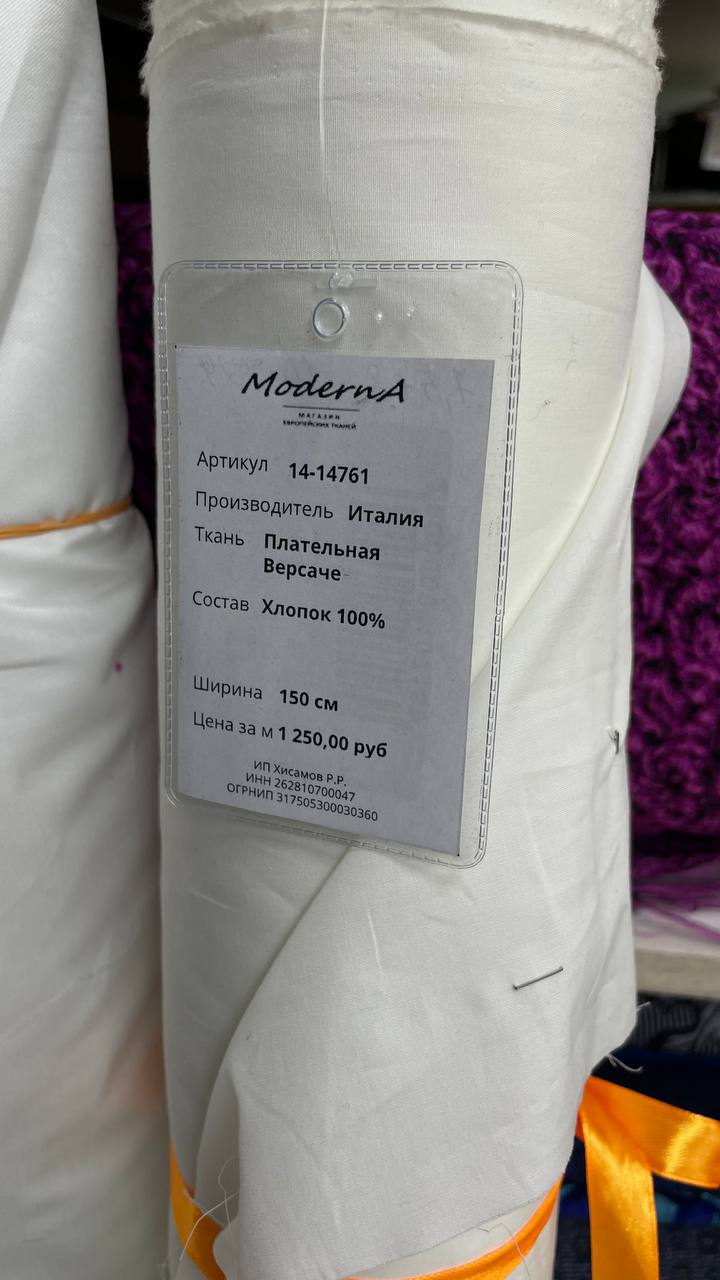 ModernA
МАГАЗИН
ЕВРОПЕЙСКИХ ТКАНЕЙ
Артикул 14-14761
Производитель Италия
Ткань Плательная
Версаче
Состав Хлопок 100%
Ширина 150 см
Цена за м 1 250,00 руб
ИП Хисамов Р.Р.
ИНН 262810700047
ОГРНИП 317505300030360